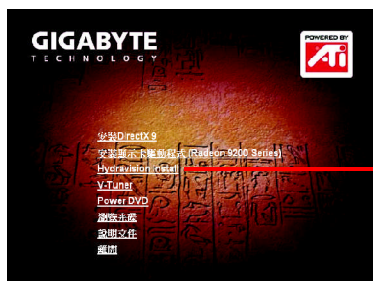 GIGABYTE
TECHNOLOGY
POWERED BY
ATi
安裝DirectX 9
安裝顯示卡驅動程式 (Radeon 9200 Series)
Hydravision Install
V-Tuner
Power DVD
瀏覽光碟
說明文件
離開